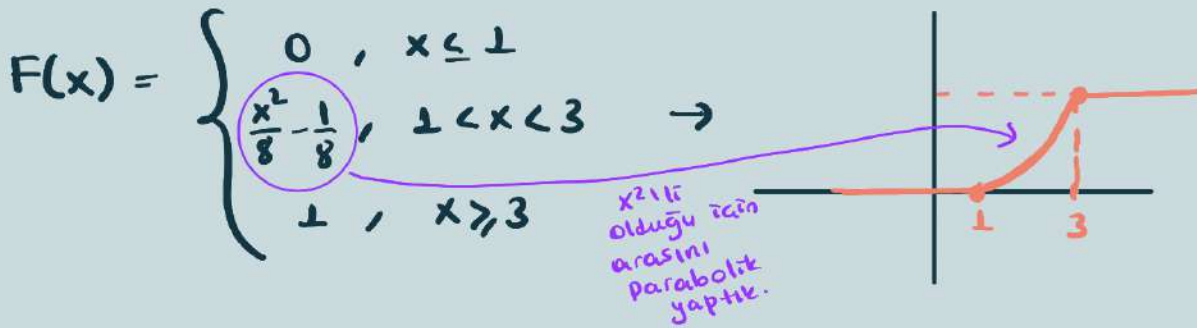 F(x) = { 0 , x ≤ 1
x²/8 - 1/8 , 1 < x < 3 →
1 , x ≥ 3
x²'li
olduğu için
arasını
parabolik
yaptık.
1 3